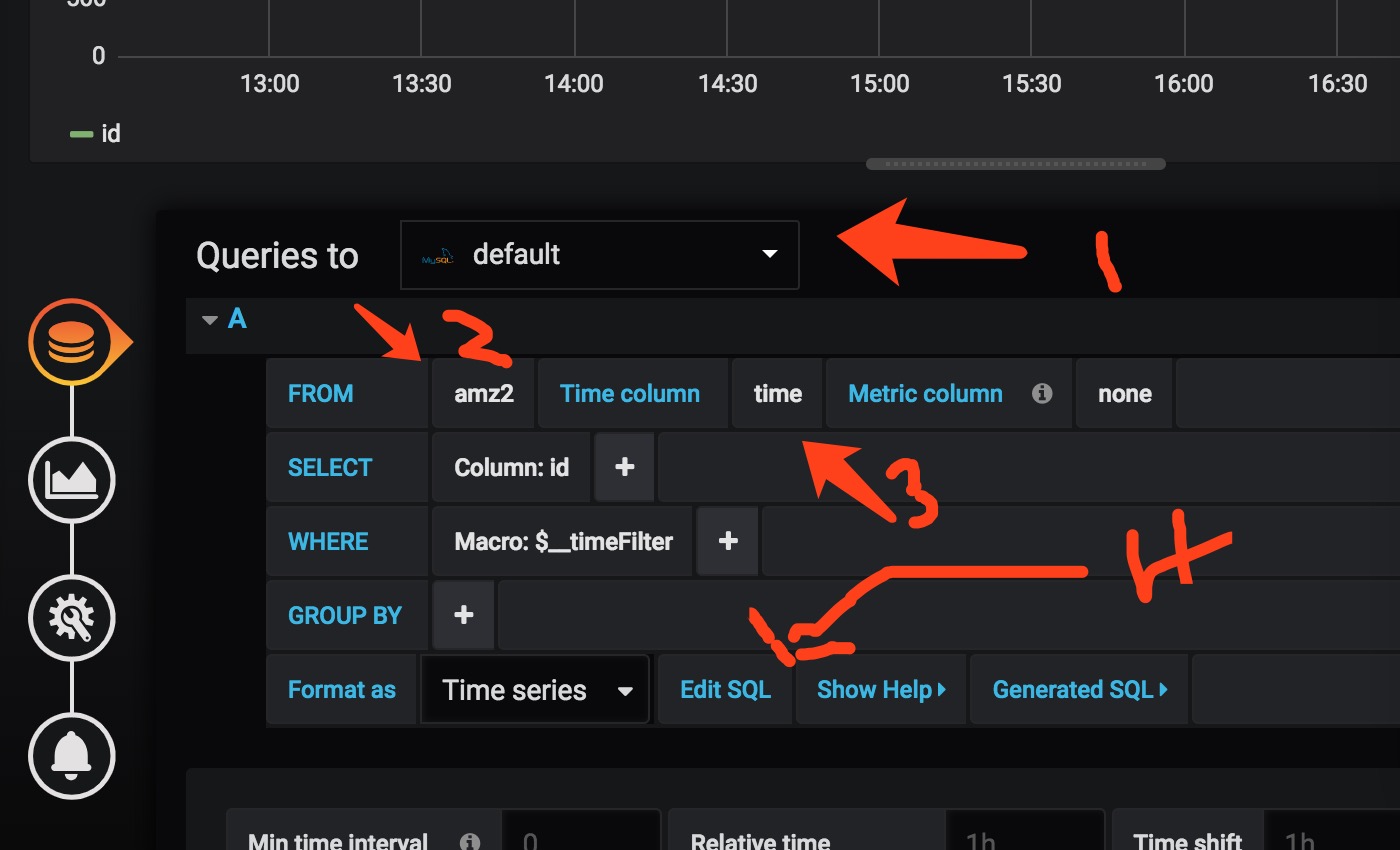 500
0
13:00 13:30 14:00 14:30 15:00 15:30 16:00 16:30
id
Queries to MySQL default
1
A
2
FROM amz2 Time column time Metric column i none
SELECT Column: id +
3
WHERE Macro: $__timeFilter +
4
GROUP BY +
Format as Time series Edit SQL Show Help Generated SQL
Min time interval i 0 Relative time 1h Time shift 1h